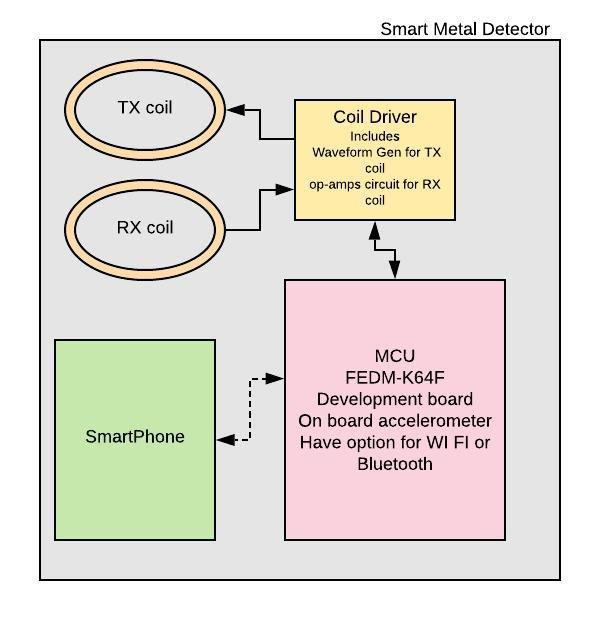 Smart Metal Detector
TX coil
Coil Driver
Includes
Waveform Gen for TX
coil
op-amps circuit for RX
coil
RX coil
MCU
FEDM-K64F
Development board
On board accelerometer
Have option for WI FI or
Bluetooth
SmartPhone